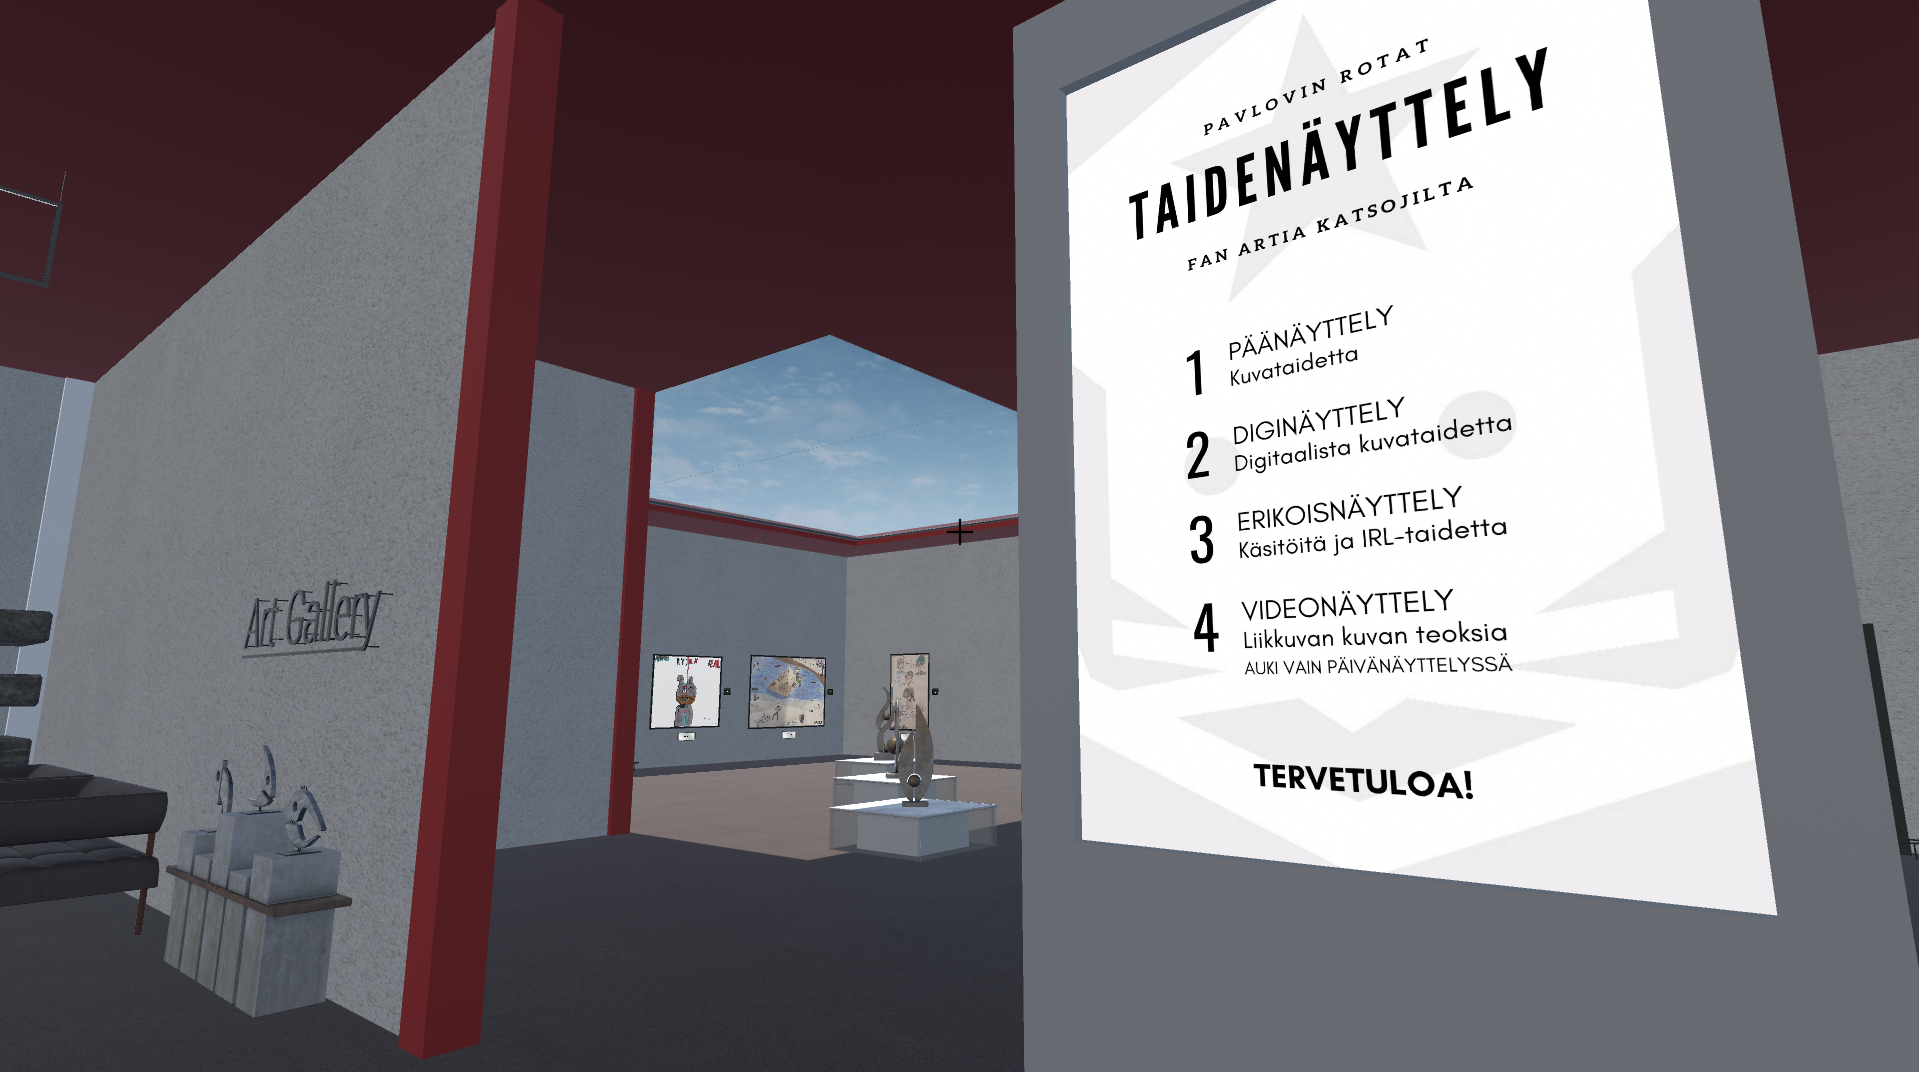 PAVLOVIN ROTAT
TAIDENÄYTTELY
FAN ARTIA KATSOJILTA
1 PÄÄNÄYTTELY
Kuvataidetta
2 DIGINÄYTTELY
Digitaalista kuvataidetta
3 ERIKOISNÄYTTELY
Käsitöitä ja IRL-taidetta
4 VIDEONÄYTTELY
Liikkuvan kuvan teoksia
AUKI VAIN PÄIVÄNÄYTTELYSSÄ
TERVETULOA!
Art Gallery